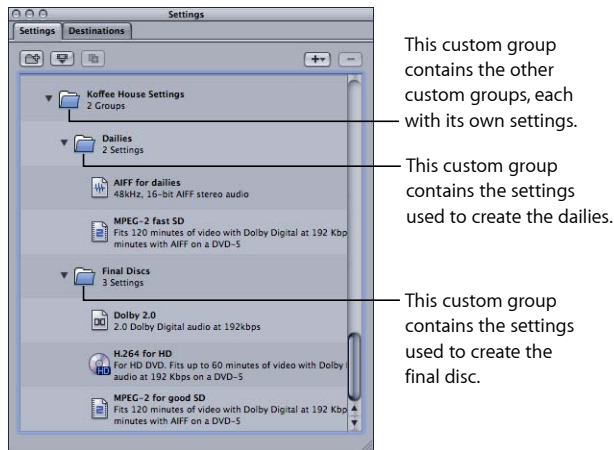 Settings
Settings
Destinations
Koffee House Settings
2 Groups
Dailies
2 Settings
AIFF for dailies
48kHz, 16-bit AIFF stereo audio
MPEG-2 fast SD
Fits 120 minutes of video with Dolby Digital at 192 Kbp
minutes with AIFF on a DVD-5
Final Discs
3 Settings
Dolby 2.0
2.0 Dolby Digital audio at 192kbps
H.264 for HD
For HD DVD. Fits up to 60 minutes of video with Dolby
audio at 192 Kbps on a DVD-5
HD
MPEG-2 for good SD
Fits 120 minutes of video with Dolby Digital at 192 Kbp
minutes with AIFF on a DVD-5
This custom group
contains the other
custom groups, each
with its own settings.
This custom group
contains the settings
used to create the dailies.
This custom group
contains the settings
used to create the
final disc.